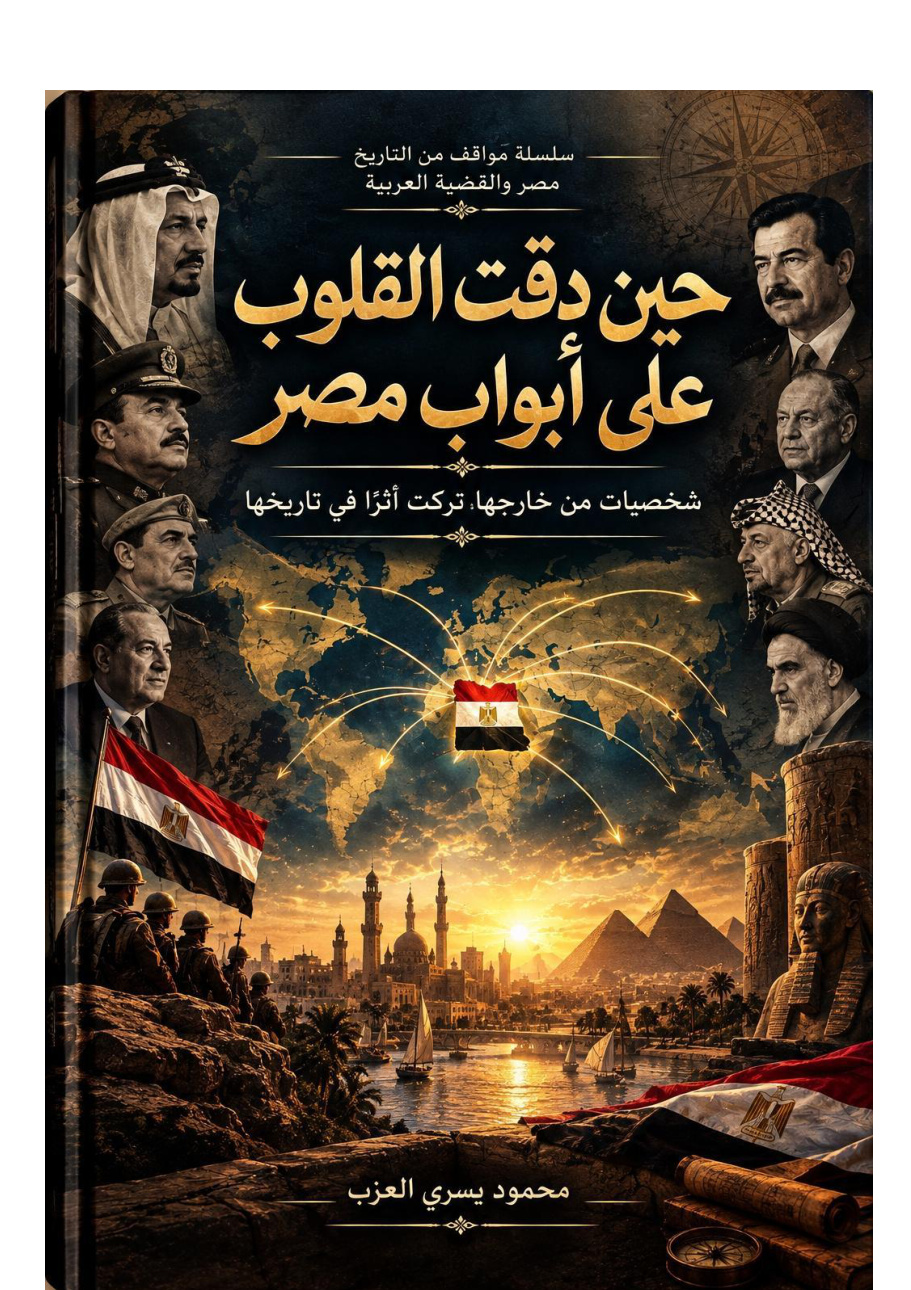 سلسلة مَواقف من التاريخ
مصر والقضية العربية
حين دقت القلوب
على أبواب مصر
شخصيات من خارجها، تركت أثرًا في تاريخها
محمود يسري العزب